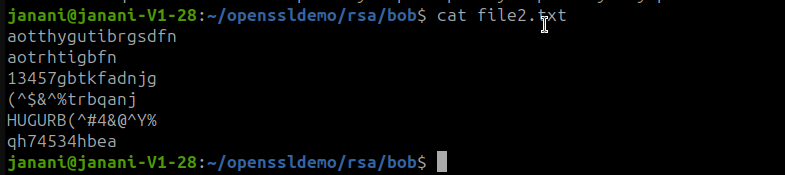 janani@janani-V1-28:~/openssldemo/rsa/bob$ cat file2.txt
aotthygutibrgsdfn
aotrhtigbfn
13457gbtkfadnjg
(^$&^%trbqanj
HUGURB(^#4&@^Y%
qh74534hbea
janani@janani-V1-28:~/openssldemo/rsa/bob$